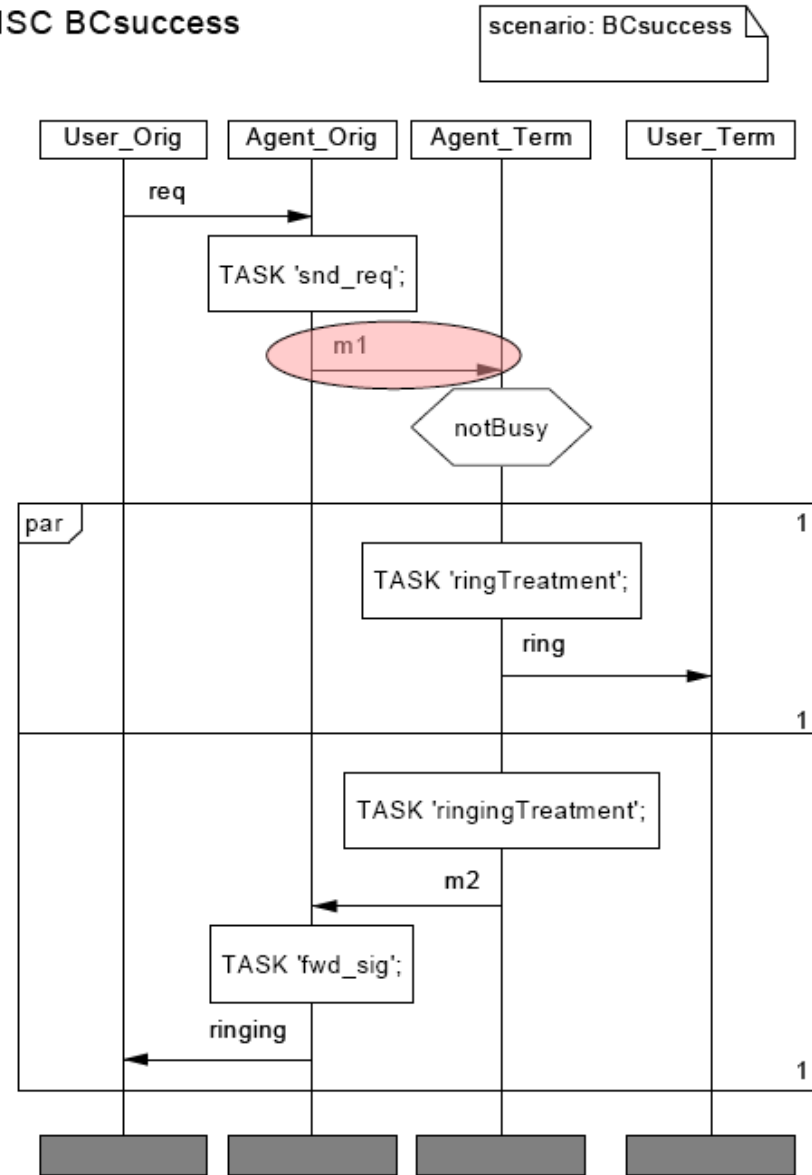 MSC BCsuccess
scenario: BCsuccess
User_Orig
Agent_Orig
Agent_Term
User_Term
req
TASK 'snd_req';
m1
notBusy
par
1
TASK 'ringTreatment';
ring
1
TASK 'ringingTreatment';
m2
TASK 'fwd_sig';
ringing
1